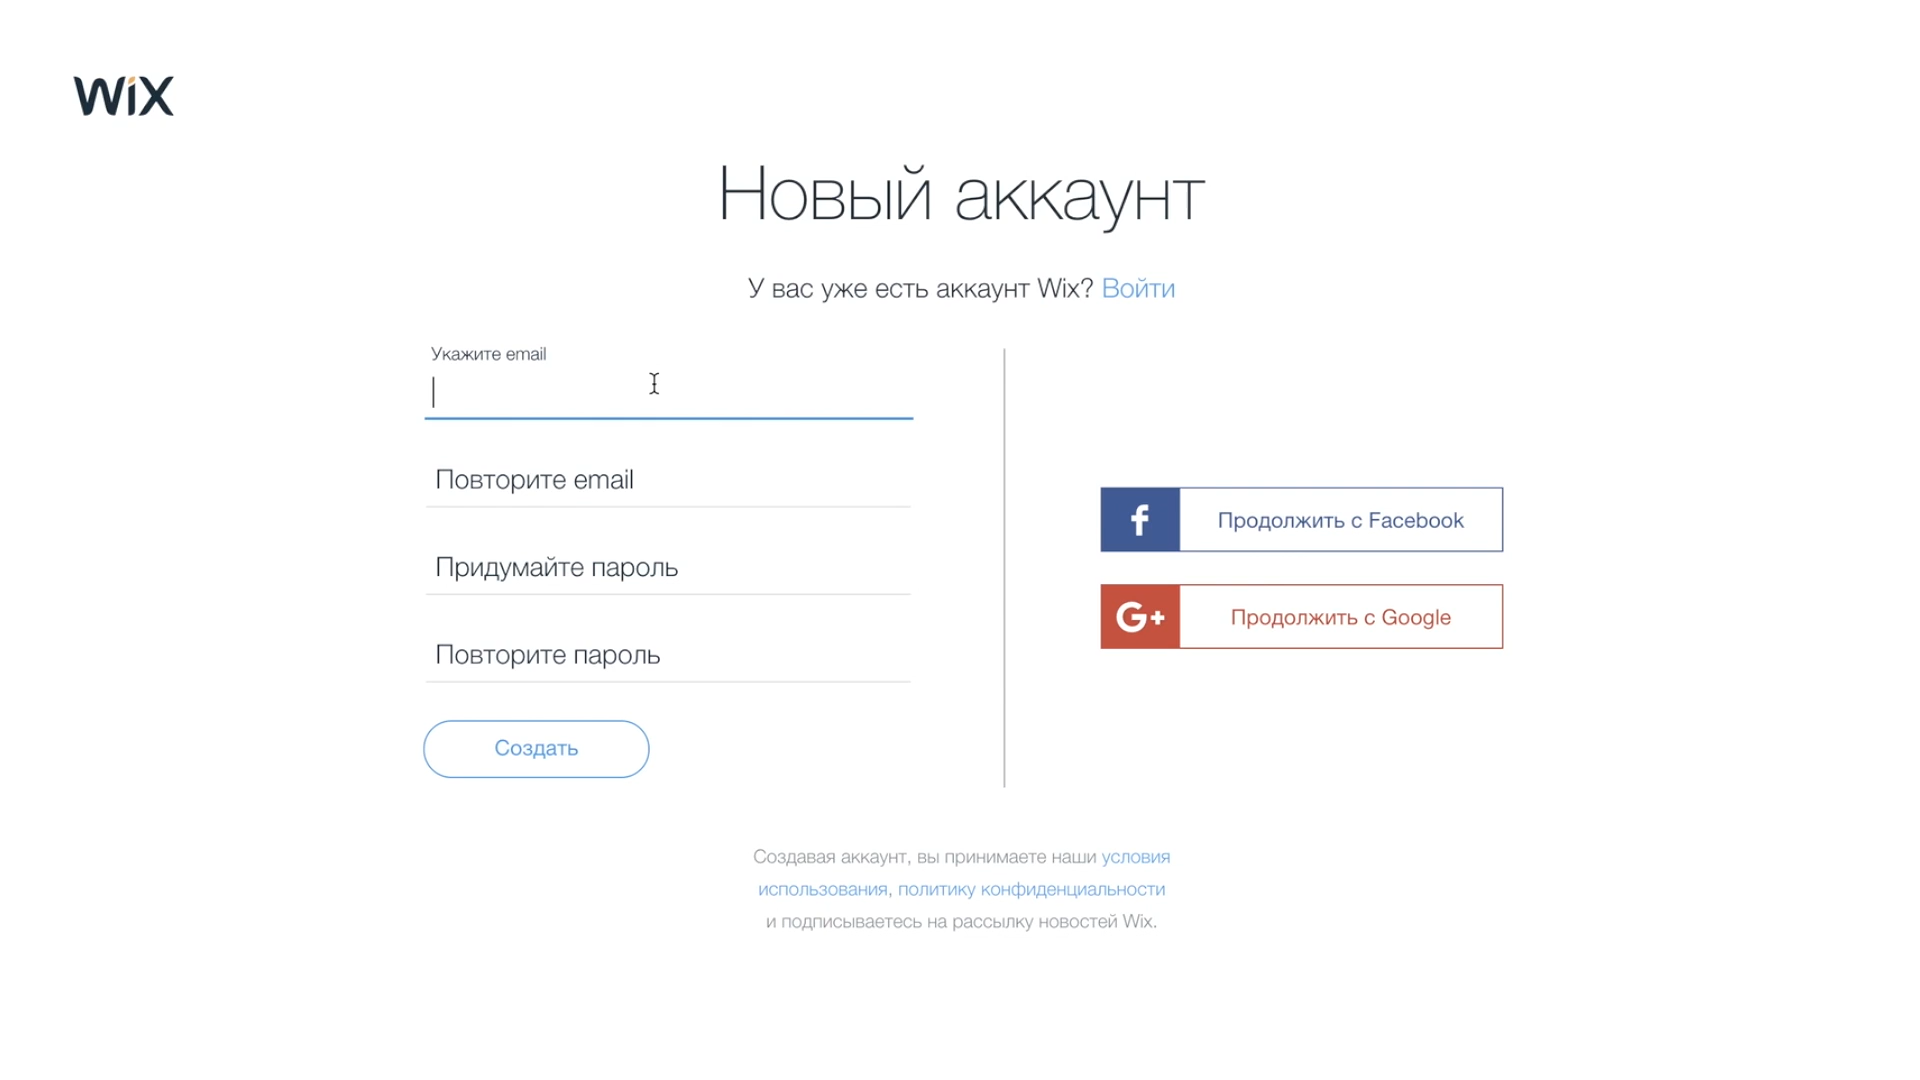 WiX
Новый аккаунт
У вас уже есть аккаунт Wix? Войти
Укажите email
Повторите email
Придумайте пароль
Повторите пароль
Создать
f Продолжить с Facebook
G+ Продолжить с Google
Создавая аккаунт, вы принимаете наши условия
использования, политику конфиденциальности
и подписываетесь на рассылку новостей Wix.